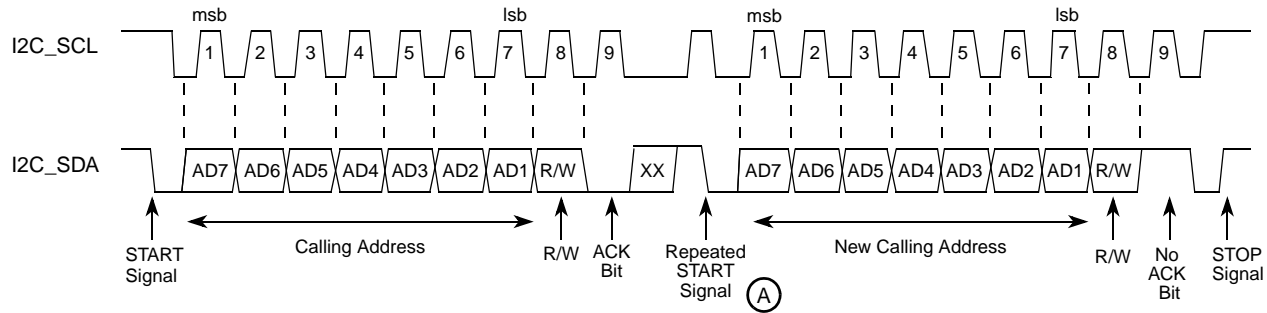 msb lsb msb lsb
I2C_SCL 1 2 3 4 5 6 7 8 9 1 2 3 4 5 6 7 8 9
I2C_SDA AD7 AD6 AD5 AD4 AD3 AD2 AD1 R/W XX AD7 AD6 AD5 AD4 AD3 AD2 AD1 R/W
START
Signal
Calling Address
R/W
ACK
Bit
Repeated
START
Signal
A
New Calling Address
R/W
No
ACK
Bit
STOP
Signal